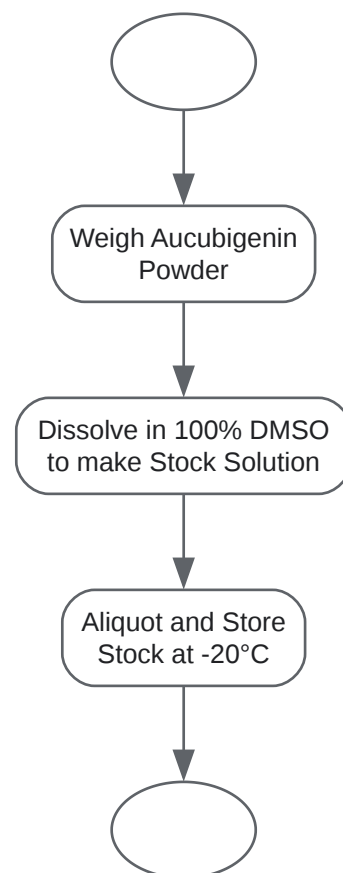 Weigh Aucubigenin
Powder
Dissolve in 100% DMSO
to make Stock Solution
Aliquot and Store
Stock at -20°C